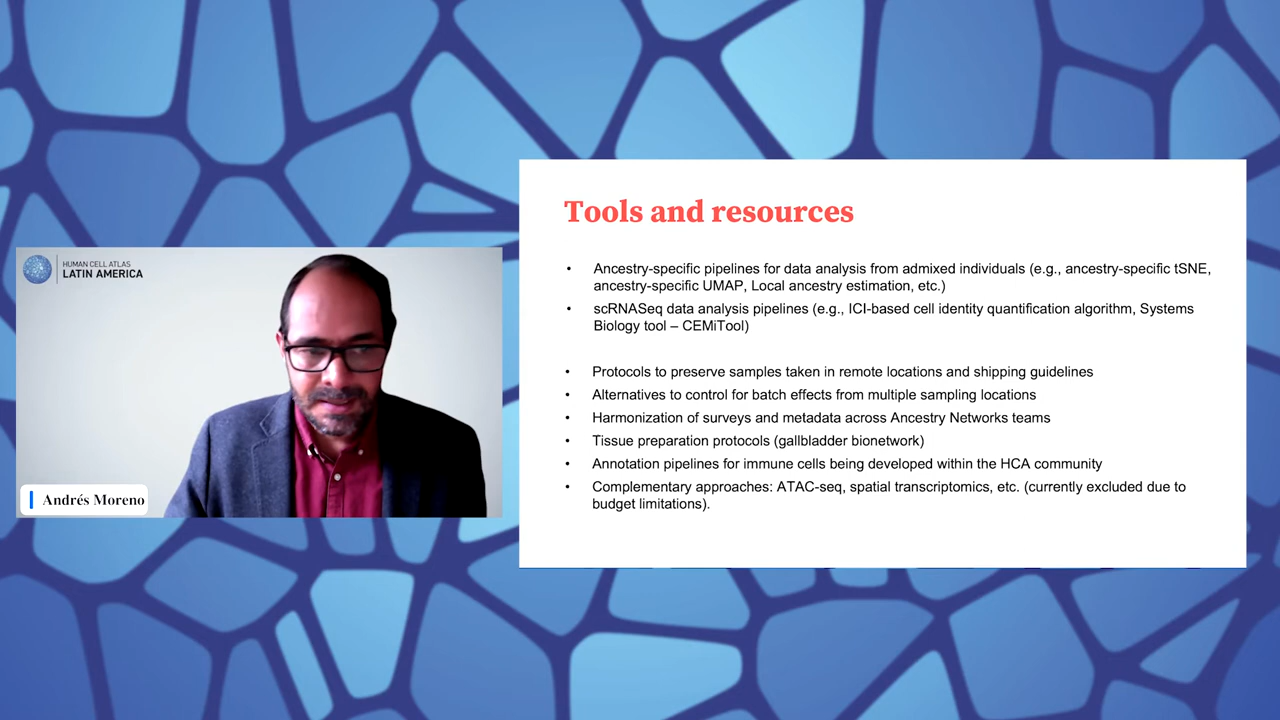 HUMAN CELL ATLAS
LATIN AMERICA
Andrés Moreno
Tools and resources
• Ancestry-specific pipelines for data analysis from admixed individuals (e.g., ancestry-specific tSNE,
ancestry-specific UMAP, Local ancestry estimation, etc.)
• scRNASeq data analysis pipelines (e.g., ICI-based cell identity quantification algorithm, Systems
Biology tool – CEMiTool)
• Protocols to preserve samples taken in remote locations and shipping guidelines
• Alternatives to control for batch effects from multiple sampling locations
• Harmonization of surveys and metadata across Ancestry Networks teams
• Tissue preparation protocols (gallbladder bionetwork)
• Annotation pipelines for immune cells being developed within the HCA community
• Complementary approaches: ATAC-seq, spatial transcriptomics, etc. (currently excluded due to
budget limitations).